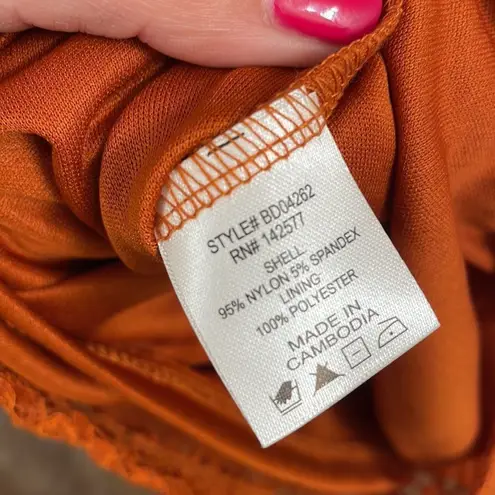 STYLE# BD04262
RN# 142577
SHELL
95% NYLON 5% SPANDEX
LINING
100% POLYESTER
MADE IN
CAMBODIA